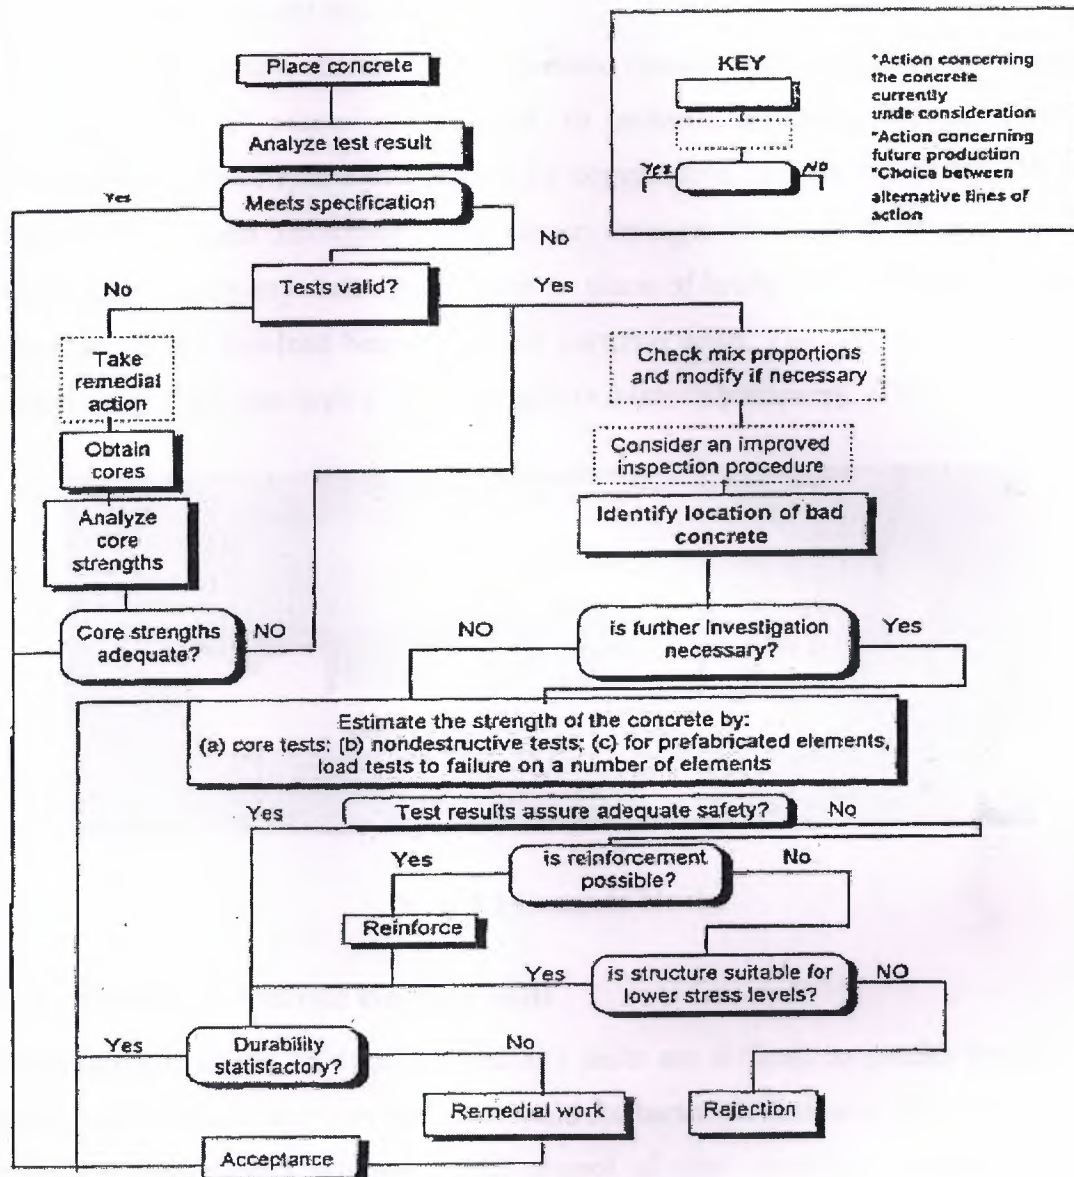 Place concrete
Analyze test result
Yes
Meets specification
No
KEY
Yes
NO
*Action concerning
the concrete
currently
unde consideration
*Action concerning
future production
*Choice between
alternative lines of
action
No
Tests valid?
Yes
Take
remedial
action
Obtain
cores
Analyze
core
strengths
Core strengths
adequate?
NO
Check mix proportions
and modify if necessary
Consider an improved
inspection procedure
Identify location of bad
concrete
NO
is further investigation
necessary?
Yes
Estimate the strength of the concrete by:
(a) core tests; (b) nondestructive tests; (c) for prefabricated elements,
load tests to failure on a number of elements
Yes
Test results assure adequate safety?
No
Yes
is reinforcement
possible?
No
Reinforce
Yes
is structure suitable for
lower stress levels?
NO
Yes
Durability
statisfactory?
No
Remedial work
Rejection
Acceptance